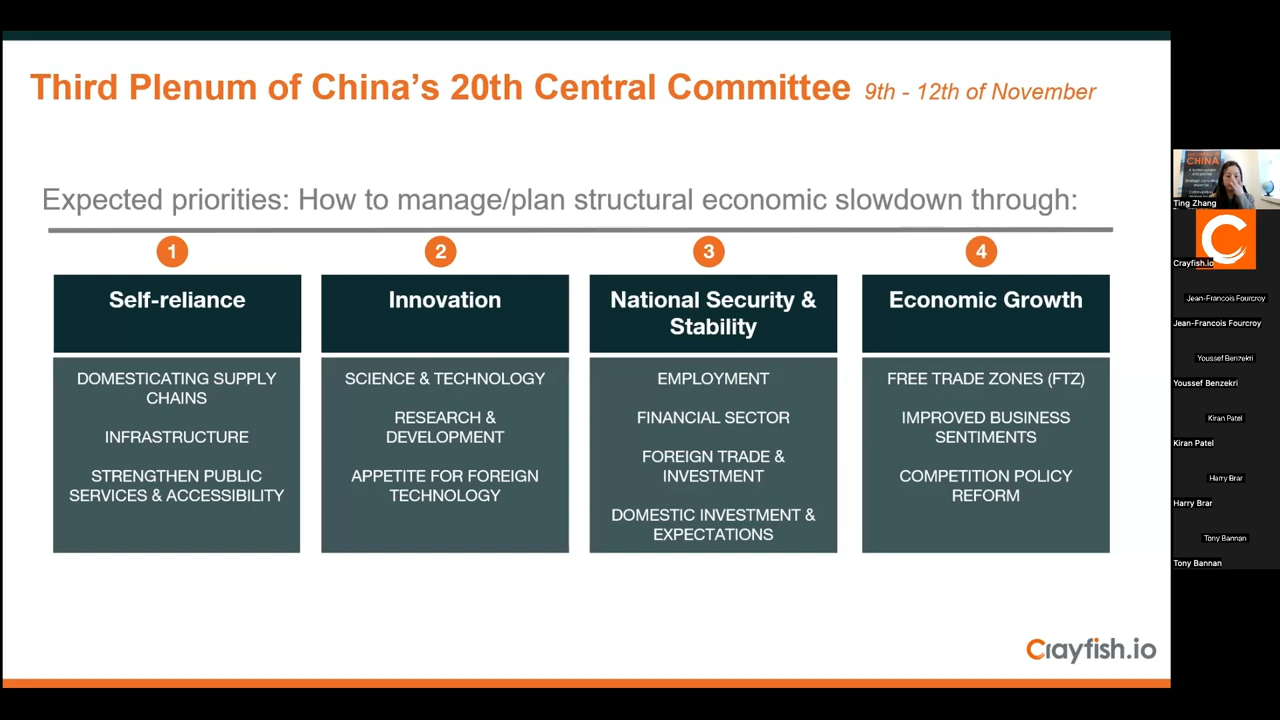 Third Plenum of China's 20th Central Committee 9th - 12th of November
Expected priorities: How to manage/plan structural economic slowdown through:
1
Self-reliance
DOMESTICATING SUPPLY
CHAINS
INFRASTRUCTURE
STRENGTHEN PUBLIC
SERVICES & ACCESSIBILITY
2
Innovation
SCIENCE & TECHNOLOGY
RESEARCH &
DEVELOPMENT
APPETITE FOR FOREIGN
TECHNOLOGY
3
National Security &
Stability
EMPLOYMENT
FINANCIAL SECTOR
FOREIGN TRADE &
INVESTMENT
DOMESTIC INVESTMENT &
EXPECTATIONS
4
Economic Growth
FREE TRADE ZONES (FTZ)
IMPROVED BUSINESS
SENTIMENTS
COMPETITION POLICY
REFORM
Crayfish.io
CHINA
Ting Zhang
Crayfish.io
Jean-Francois Fourcroy
Jean-Francois Fourcroy
Youssef Benzekri
Youssef Benzekri
Kiran Patel
Kiran Patel
Harry Brar
Harry Brar
Tony Bannan
Tony Bannan